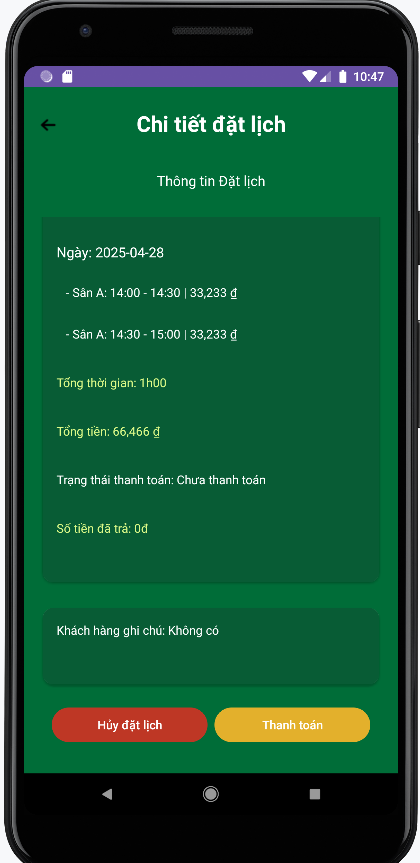 10:47
Chi tiết đặt lịch
Thông tin Đặt lịch
Ngày: 2025-04-28
- Sân A: 14:00 - 14:30 | 33,233 ₫
- Sân A: 14:30 - 15:00 | 33,233 ₫
Tổng thời gian: 1h00
Tổng tiền: 66,466 ₫
Trạng thái thanh toán: Chưa thanh toán
Số tiền đã trả: 0đ
Khách hàng ghi chú: Không có
Hủy đặt lịch Thanh toán